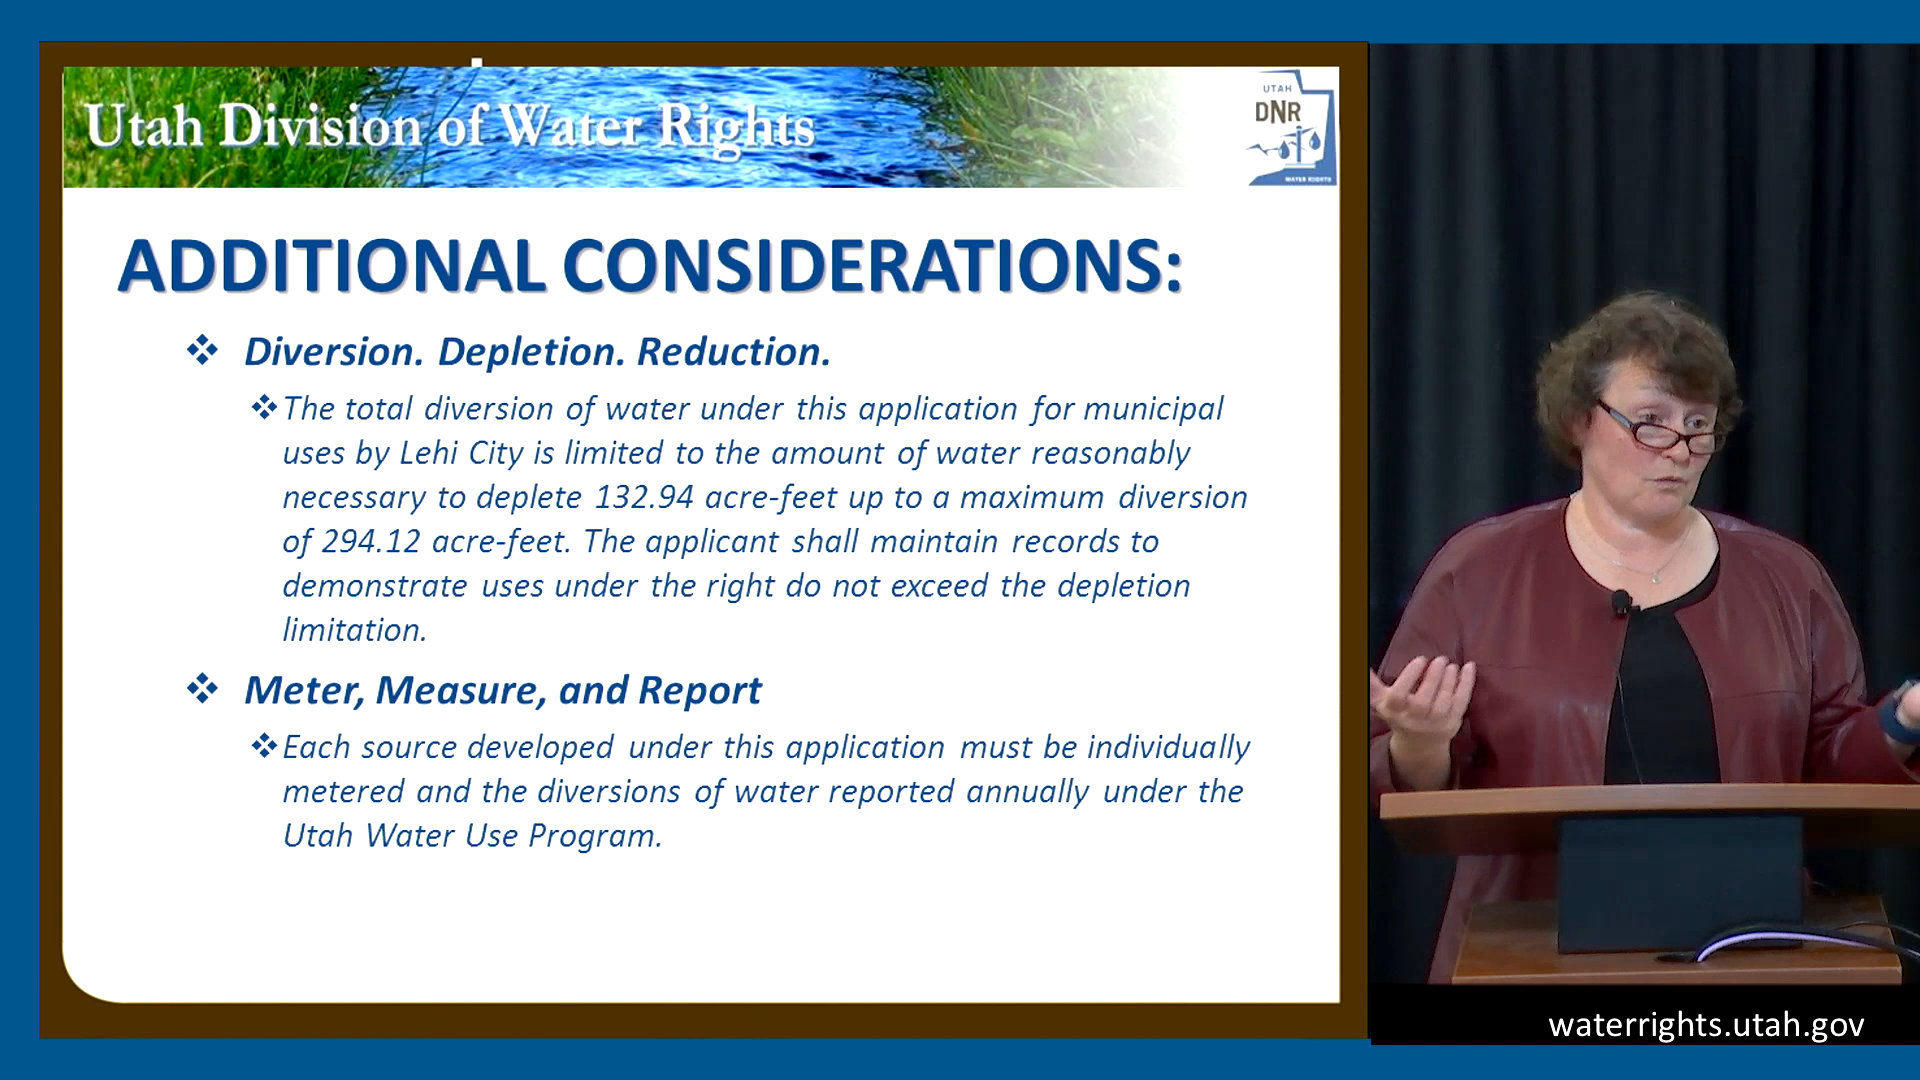 Utah Division of Water Rights
UTAH
DNR
WATER RIGHTS
ADDITIONAL CONSIDERATIONS:
❖ Diversion. Depletion. Reduction.
❖ The total diversion of water under this application for municipal
uses by Lehi City is limited to the amount of water reasonably
necessary to deplete 132.94 acre-feet up to a maximum diversion
of 294.12 acre-feet. The applicant shall maintain records to
demonstrate uses under the right do not exceed the depletion
limitation.
❖ Meter, Measure, and Report
❖ Each source developed under this application must be individually
metered and the diversions of water reported annually under the
Utah Water Use Program.
waterrights.utah.gov